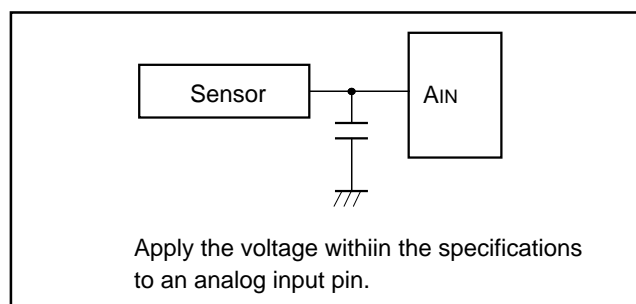 Sensor
AIN
Apply the voltage withiin the specifications
to an analog input pin.